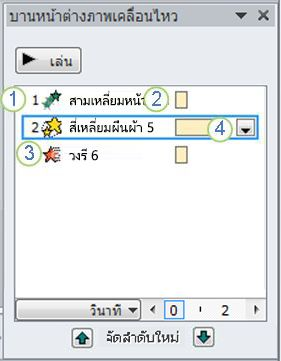 บานหน้าต่างภาพเคลื่อนไหว
เล่น
1 1 สามเหลี่ยมหน้า 2
2 สี่เหลี่ยมผืนผ้า 5 4
3 วงรี 6
วินาที 0 2
จัดลำดับใหม่